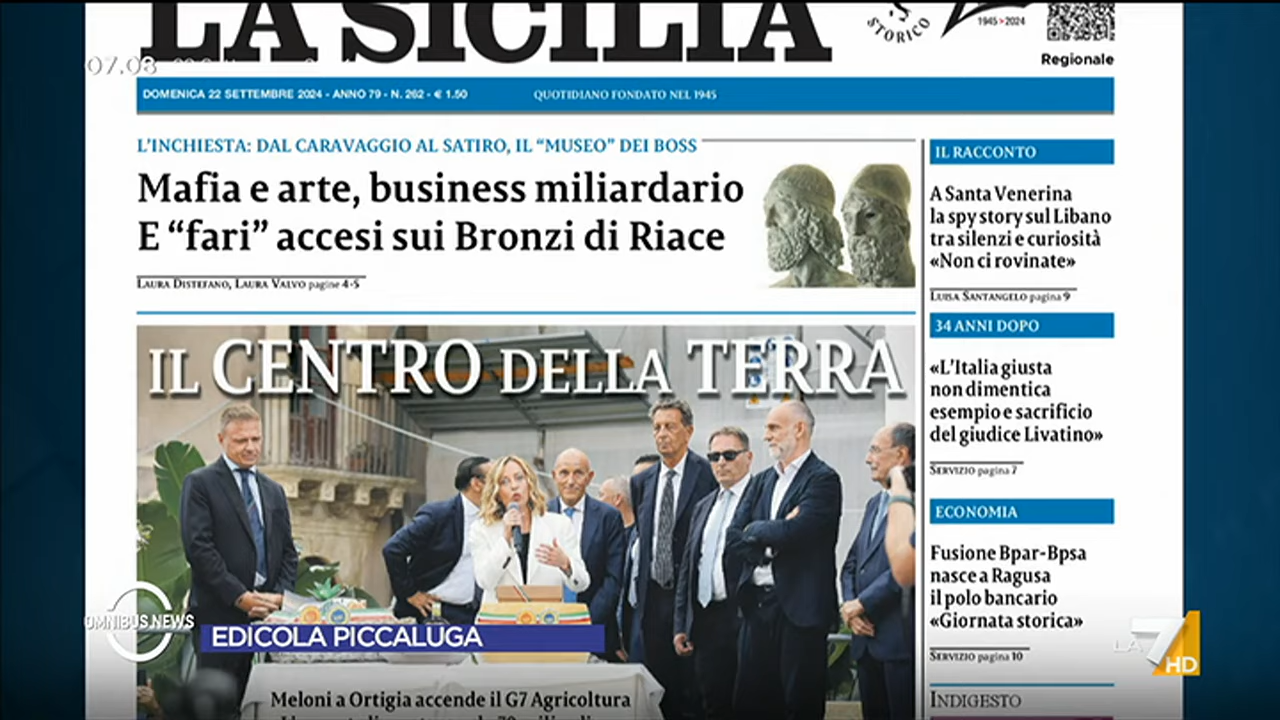 LA SICILIA
STORICO
1945>2024
Regionale
07.03
DOMENICA 22 SETTEMBRE 2024 - ANNO 79 - N. 262 - € 1.50
QUOTIDIANO FONDATO NEL 1945
L'INCHIESTA: DAL CARAVAGGIO AL SATIRO, IL “MUSEO” DEI BOSS
Mafia e arte, business miliardario
E “fari” accesi sui Bronzi di Riace
LAURA DISTEFANO, LAURA VALVO pagine 4-5
IL CENTRO DELLA TERRA
Meloni a Ortigia accende il G7 Agricoltura
IL RACCONTO
A Santa Venerina
la spy story sul Libano
tra silenzi e curiosità
«Non ci rovinate»
LUISA SANTANGELO pagina 9
34 ANNI DOPO
«L'Italia giusta
non dimentica
esempio e sacrificio
del giudice Livatino»
SERVIZIO pagina 7
ECONOMIA
Fusione Bpar-Bpsa
nasce a Ragusa
il polo bancario
«Giornata storica»
SERVIZIO pagina 10
INDIGESTO
OMNIBUS NEWS
EDICOLA PICCALUGA
LA 7 HD